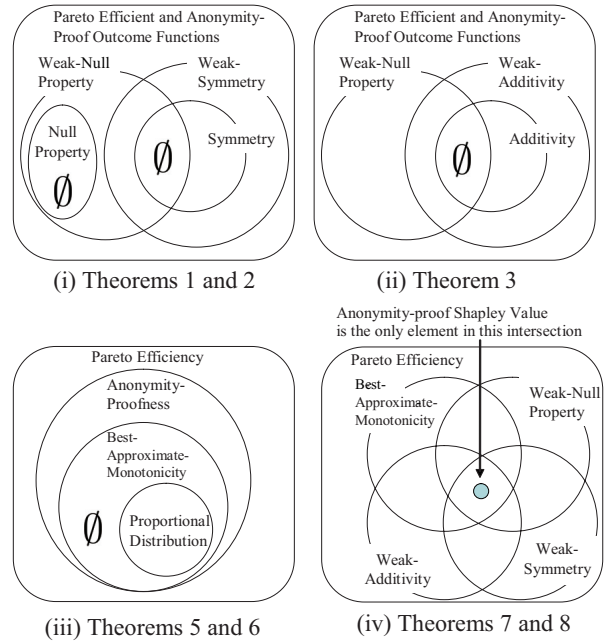 Pareto Efficient and Anonymity-
Proof Outcome Functions
Weak-Null
Property
Weak-
Symmetry
Null
Property
Symmetry
∅
∅
(i) Theorems 1 and 2
Pareto Efficient and Anonymity-
Proof Outcome Functions
Weak-Null
Property
Weak-
Additivity
Additivity
∅
(ii) Theorem 3
Pareto Efficiency
Anonymity-
Proofness
Best-
Approximate-
Monotonicity
Proportional
Distribution
∅
(iii) Theorems 5 and 6
Anonymity-proof Shapley Value
is the only element in this intersection
Pareto Efficiency
Best-
Approximate-
Monotonicity
Weak-Null
Property
Weak-
Additivity
Weak-
Symmetry
(iv) Theorems 7 and 8